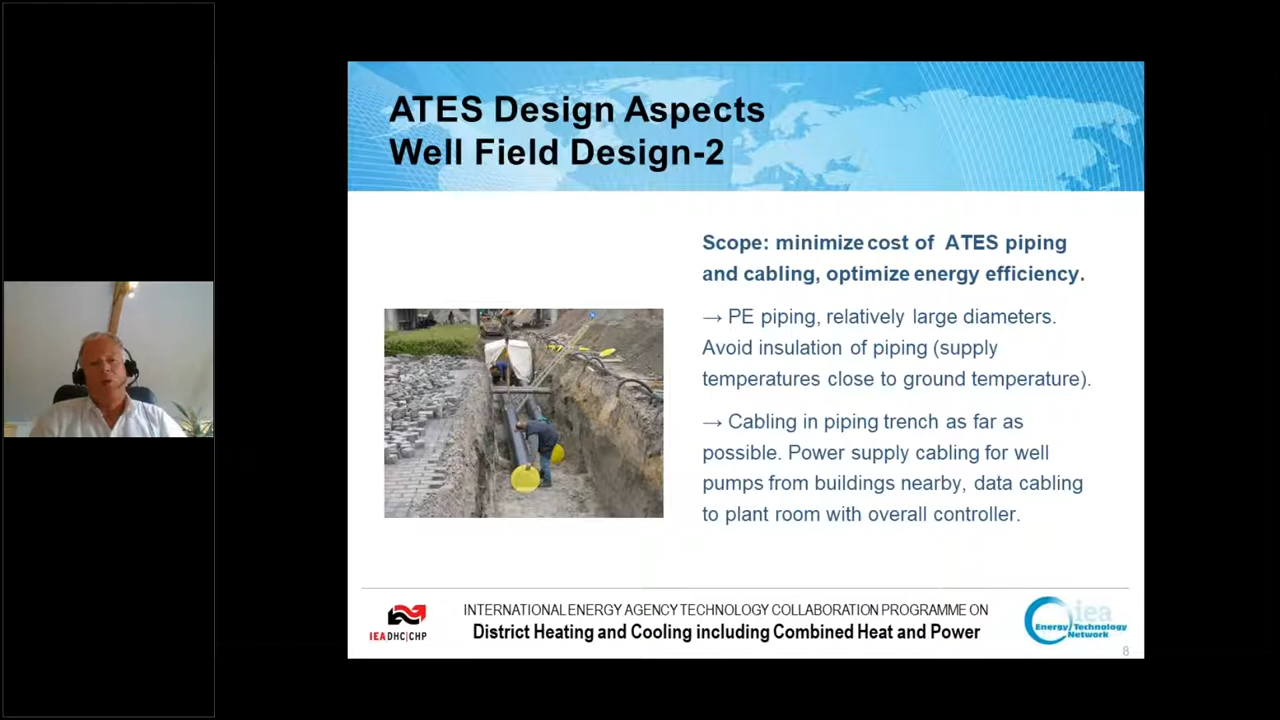 ATES Design Aspects
Well Field Design-2
Scope: minimize cost of ATES piping
and cabling, optimize energy efficiency.
→ PE piping, relatively large diameters.
Avoid insulation of piping (supply
temperatures close to ground temperature).
→ Cabling in piping trench as far as
possible. Power supply cabling for well
pumps from buildings nearby, data cabling
to plant room with overall controller.
IEA DHC|CHP
INTERNATIONAL ENERGY AGENCY TECHNOLOGY COLLABORATION PROGRAMME ON
District Heating and Cooling including Combined Heat and Power
iea
Energy Technology
Network
8